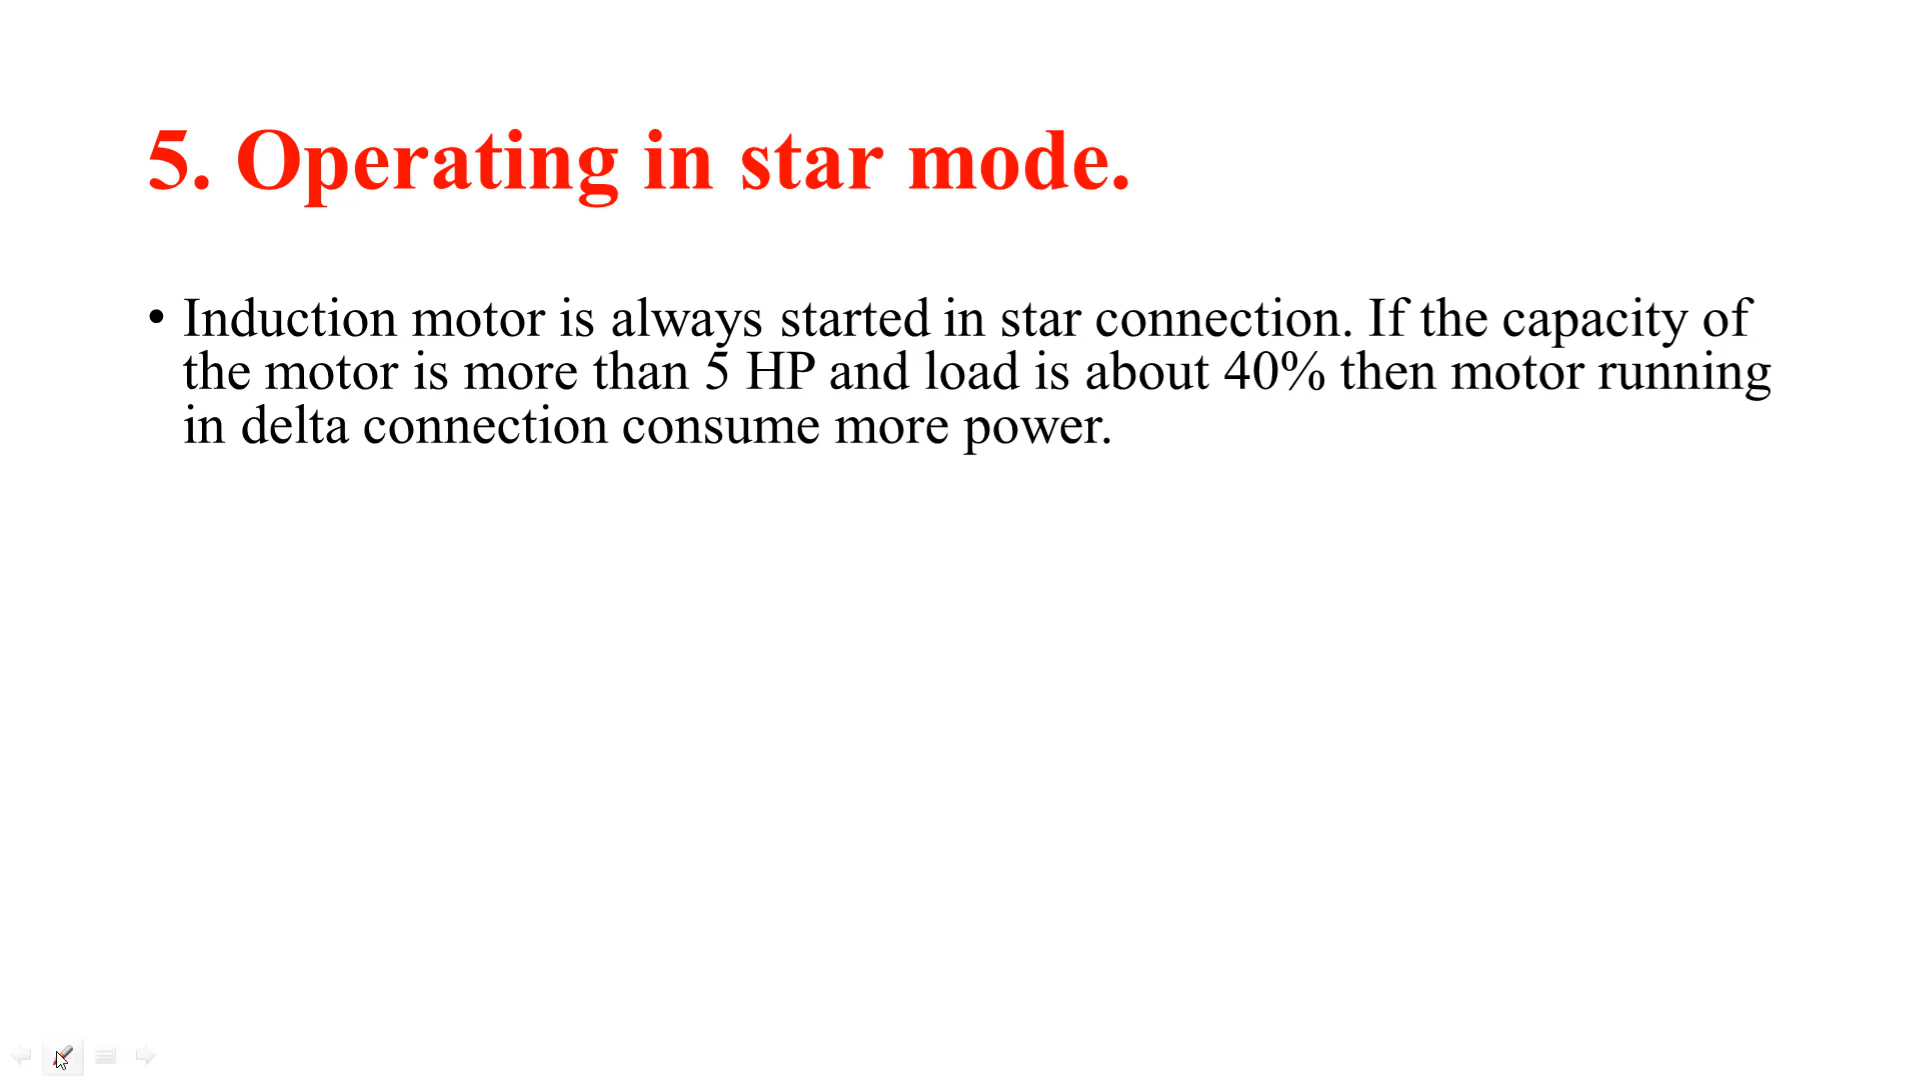 5. Operating in star mode.
• Induction motor is always started in star connection. If the capacity of
the motor is more than 5 HP and load is about 40% then motor running
in delta connection consume more power.